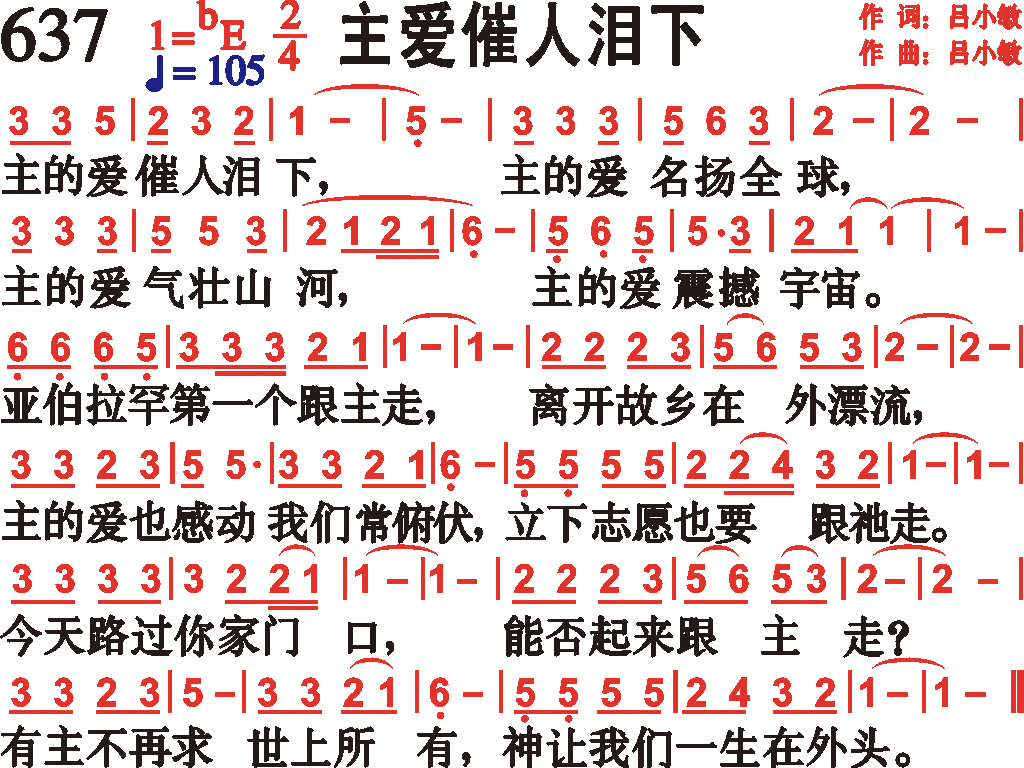 637 1=bE 2/4 主爱催人泪下 作 词：吕小敏
♩= 105 作 曲：吕小敏
3 3 5 | 2 3 2 | 1 － | 5 － | 3 3 3 | 5 6 3 | 2 － | 2 － |
主的爱催人泪下， 主的爱 名扬全 球，
3 3 3 | 5 5 3 | 2 1 2 1 | 6 － | 5 6 5 | 5·3 | 2 1 1 | 1 － |
主的爱 气壮山 河， 主的爱 震撼 宇宙。
6 6 6 5 | 3 3 3 2 1 | 1 － | 1 － | 2 2 2 3 | 5 6 5 3 | 2 － | 2 － |
亚伯拉罕第一个跟主走， 离开故乡在 外漂流，
3 3 2 3 | 5 5· | 3 3 2 1 | 6 － | 5 5 5 5 | 2 2 4 3 2 | 1 － | 1 － |
主的爱也感动 我们常俯伏，立下志愿也要 跟祂走。
3 3 3 3 | 3 2 2 1 | 1 － | 1 － | 2 2 2 3 | 5 6 5 3 | 2 － | 2 － |
今天路过你家门 口， 能否起来跟 主 走？
3 3 2 3 | 5 － | 3 3 2 1 | 6 － | 5 5 5 5 | 2 4 3 2 | 1 － | 1 － ‖
有主不再求 世上所 有，神让我们一生在外头。